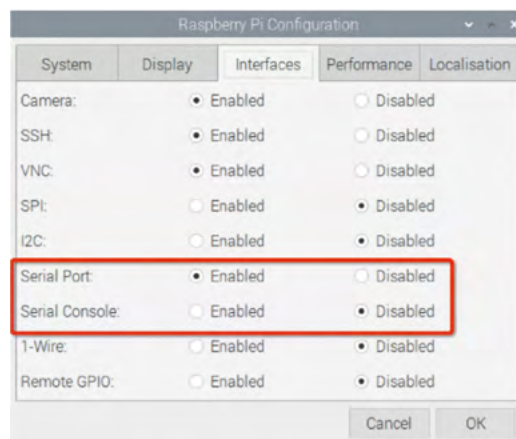 Raspberry Pi Configuration
System Display Interfaces Performance Localisation
Camera: Enabled Disabled
SSH: Enabled Disabled
VNC: Enabled Disabled
SPI: Enabled Disabled
I2C: Enabled Disabled
Serial Port: Enabled Disabled
Serial Console: Enabled Disabled
1-Wire: Enabled Disabled
Remote GPIO: Enabled Disabled
Cancel OK